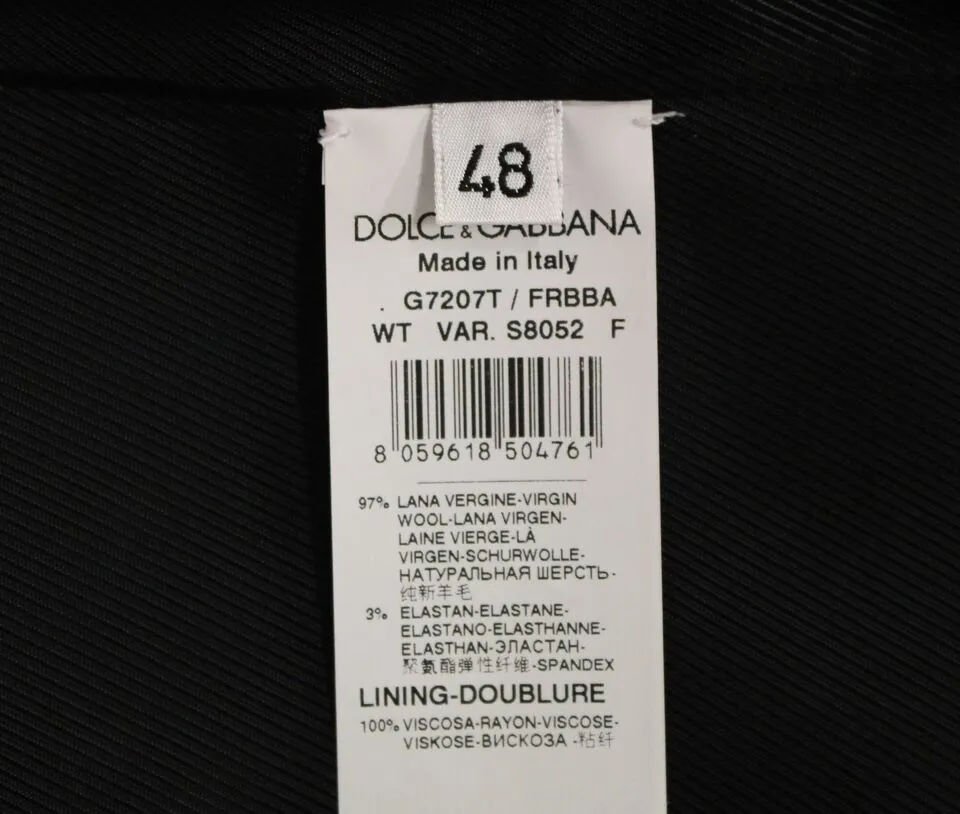 48
DOLCE & GABBANA
Made in Italy
. G7207T / FRBBA
WT VAR. S8052 F
8 059618 504761
97% LANA VERGINE-VIRGIN
WOOL-LANA VIRGEN-
LAINE VIERGE-LÀ
VIRGEN-SCHURWOLLE-
НАТУРАЛЬНАЯ ШЕРСТЬ-
纯新羊毛
3% ELASTAN-ELASTANE-
ELASTANO-ELASTHANNE-
ELASTHAN-ЭЛАСТАН-
聚氨酯弹性纤维-SPANDEX
LINING-DOUBLURE
100% VISCOSA-RAYON-VISCOSE-
VISKOSE-ВИСКОЗА -粘纤